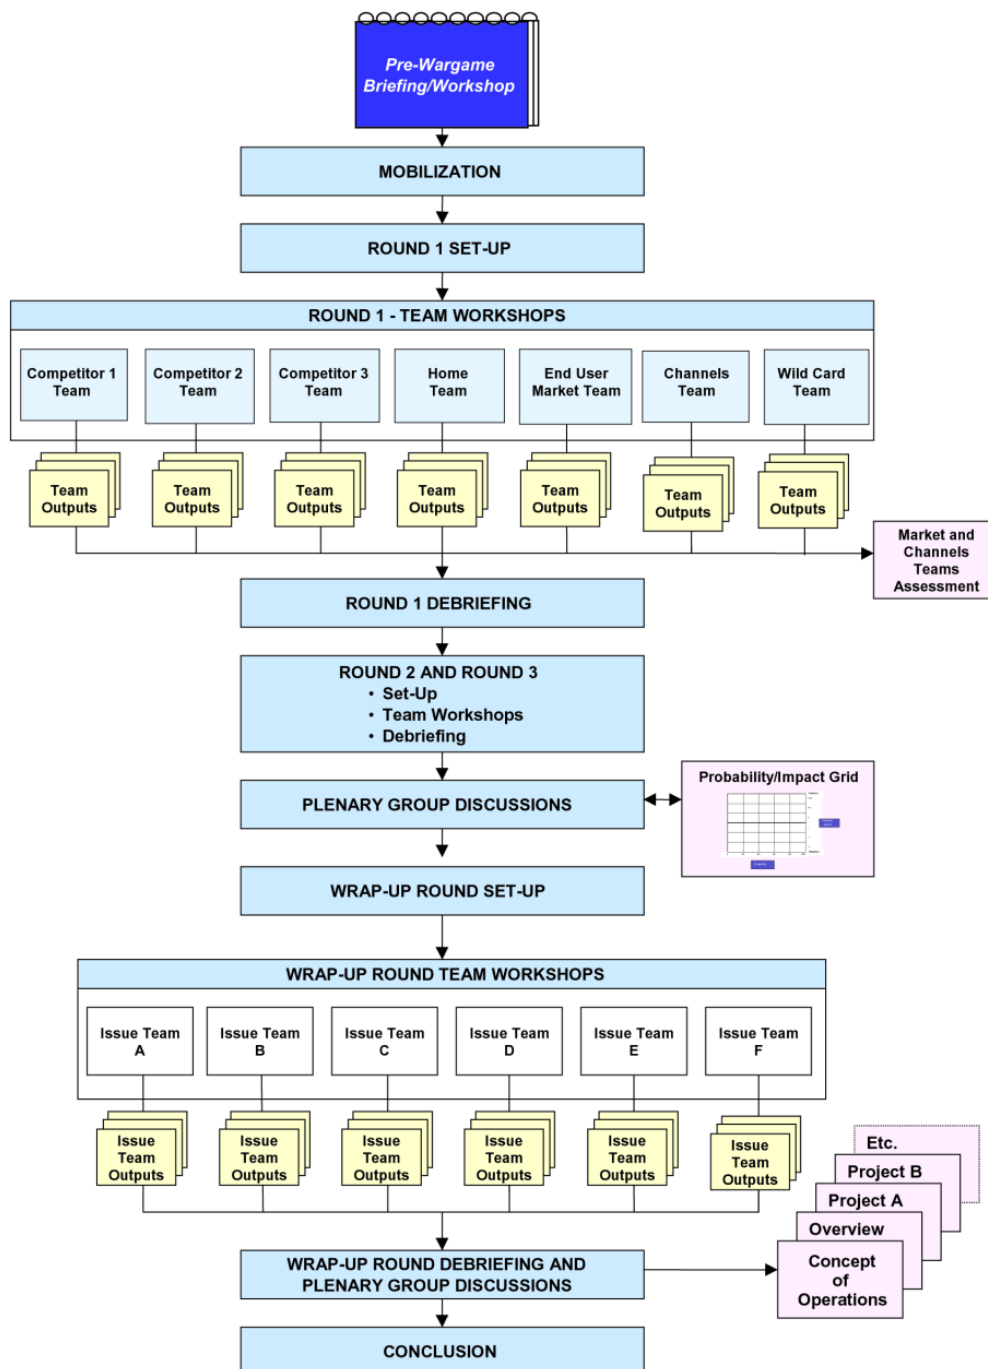 Pre-Wargame
Briefing/Workshop
MOBILIZATION
ROUND 1 SET-UP
ROUND 1 - TEAM WORKSHOPS
Competitor 1
Team
Competitor 2
Team
Competitor 3
Team
Home
Team
End User
Market Team
Channels
Team
Wild Card
Team
Team
Outputs
Team
Outputs
Team
Outputs
Team
Outputs
Team
Outputs
Team
Outputs
Team
Outputs
Market and
Channels
Teams
Assessment
ROUND 1 DEBRIEFING
ROUND 2 AND ROUND 3
• Set-Up
• Team Workshops
• Debriefing
PLENARY GROUP DISCUSSIONS
Probability/Impact Grid
WRAP-UP ROUND SET-UP
WRAP-UP ROUND TEAM WORKSHOPS
Issue Team
A
Issue Team
B
Issue Team
C
Issue Team
D
Issue Team
E
Issue Team
F
Issue
Team
Outputs
Issue
Team
Outputs
Issue
Team
Outputs
Issue
Team
Outputs
Issue
Team
Outputs
Issue
Team
Outputs
Etc.
Project B
Project A
Overview
Concept
of
Operations
WRAP-UP ROUND DEBRIEFING AND
PLENARY GROUP DISCUSSIONS
CONCLUSION